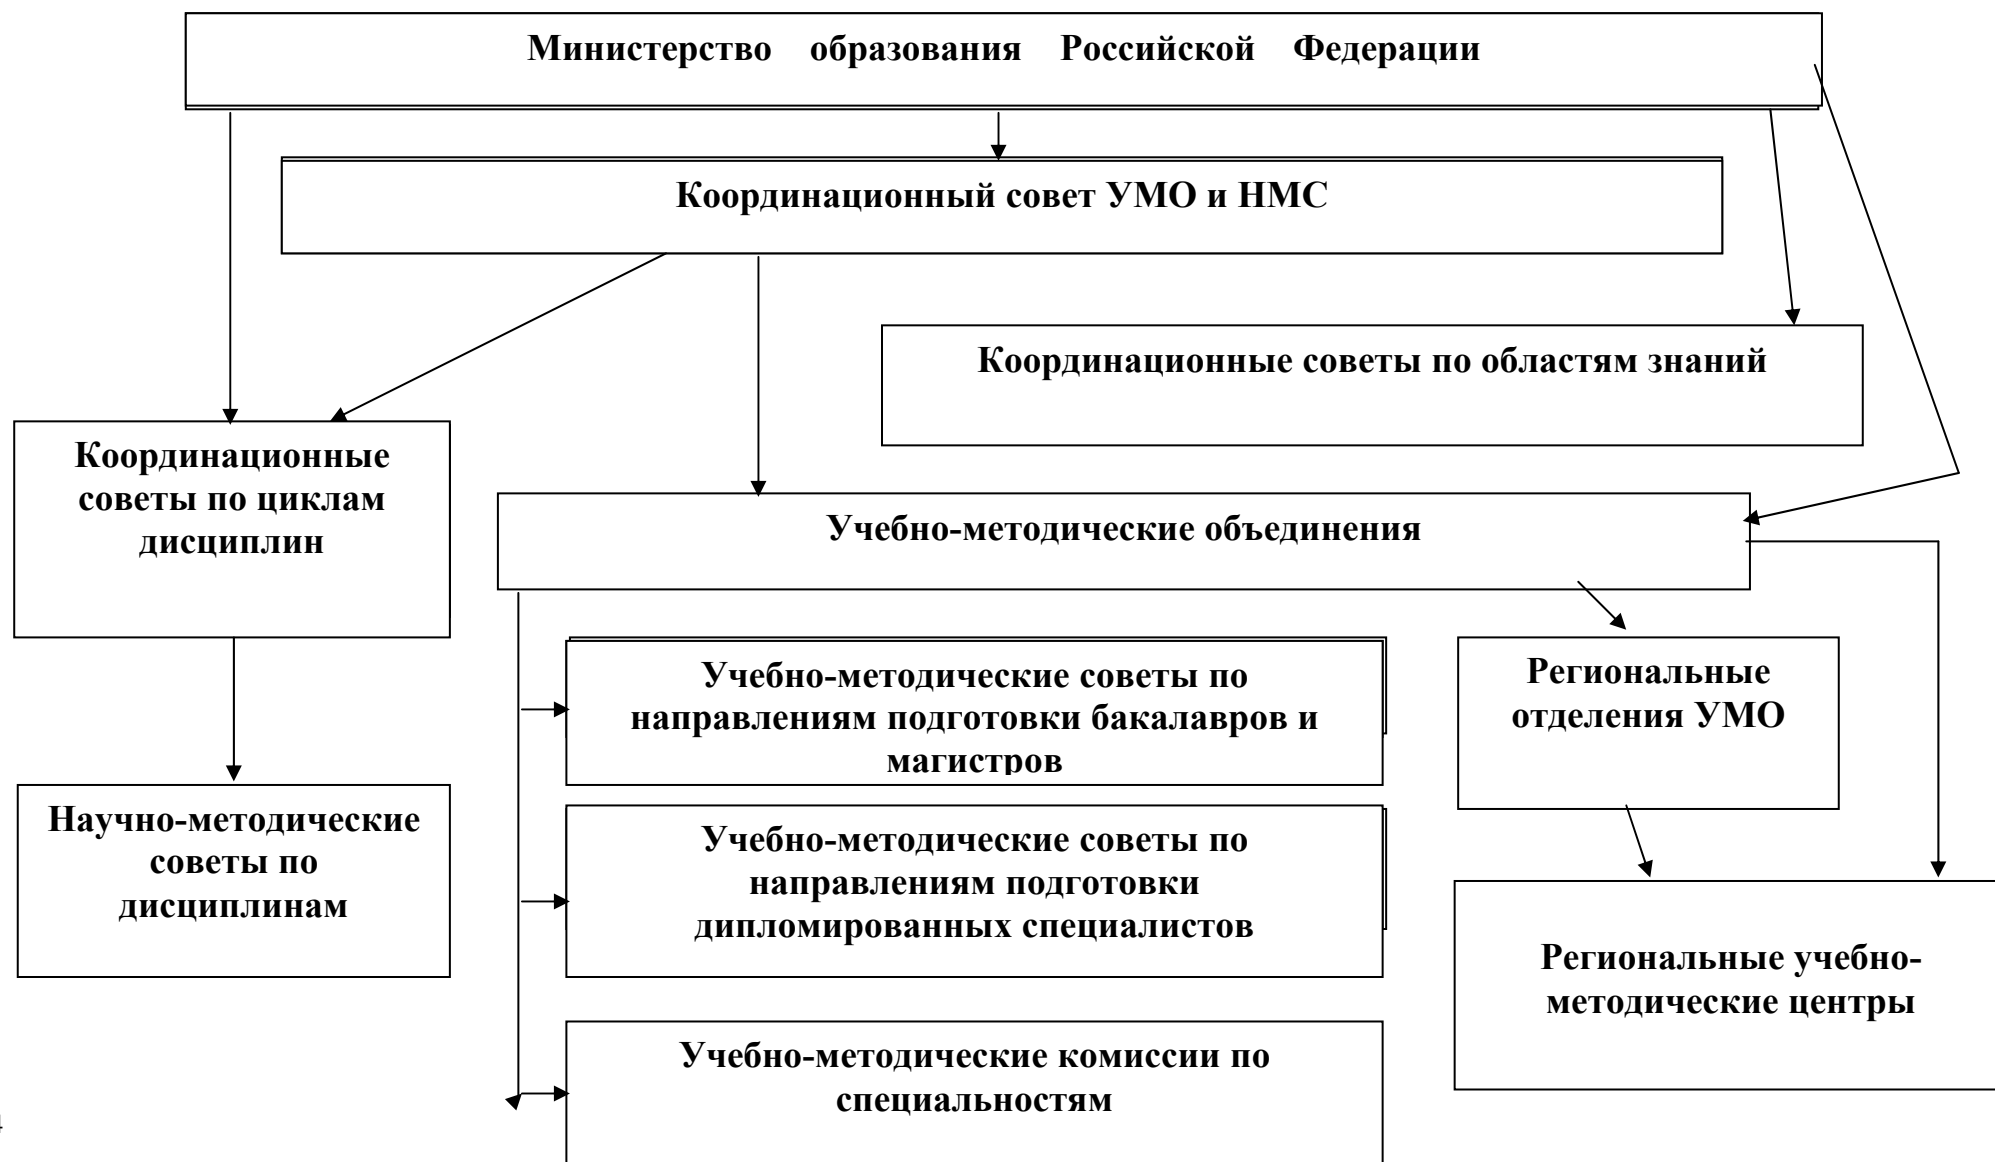 Министерство образования Российской Федерации
Координационный совет УМО и НМС
Координационные советы по областям знаний
Координационные
советы по циклам
дисциплин
Учебно-методические объединения
Учебно-методические советы по
направлениям подготовки бакалавров и
магистров
Региональные
отделения УМО
Научно-методические
советы по
дисциплинам
Учебно-методические советы по
направлениям подготовки
дипломированных специалистов
Региональные учебно-
методические центры
Учебно-методические комиссии по
специальностям